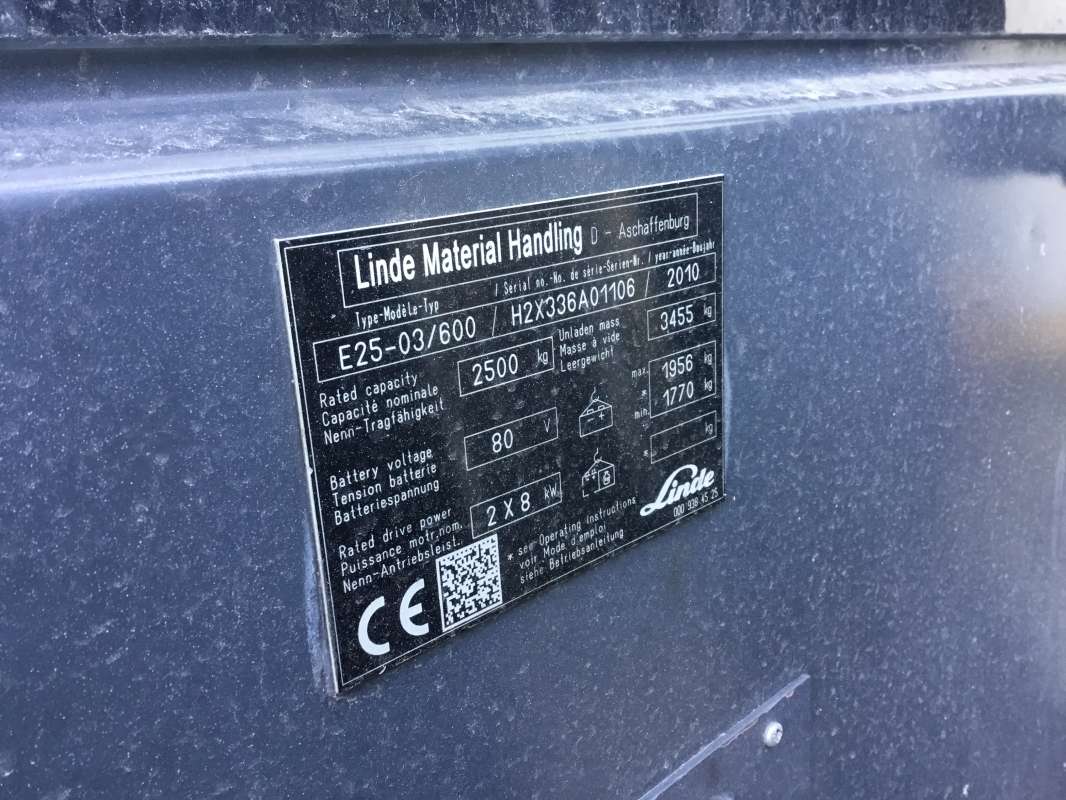 Linde Material Handling D - Aschaffenburg
Type-Modèle-Typ / Serial no.-No. de série-Serien-Nr. / year-année-Baujahr
E25-03/600 / H2X336A01106 / 2010
Rated capacity
Capacité nominale
Nenn-Tragfähigkeit
2500 kg
Unladen mass
Masse à vide
Leergewicht
3455 kg
Battery voltage
Tension batterie
Batteriespannung
80 V
- +
max. 1956 kg
*
min. 1770 kg
Rated drive power
Puissance motr.nom.
Nenn-Antriebsleist.
2 X 8 kW
* kg
* see Operating instructions
voir Mode d'emploi
siehe Betriebsanleitung
Linde
000 938 45 25
CE